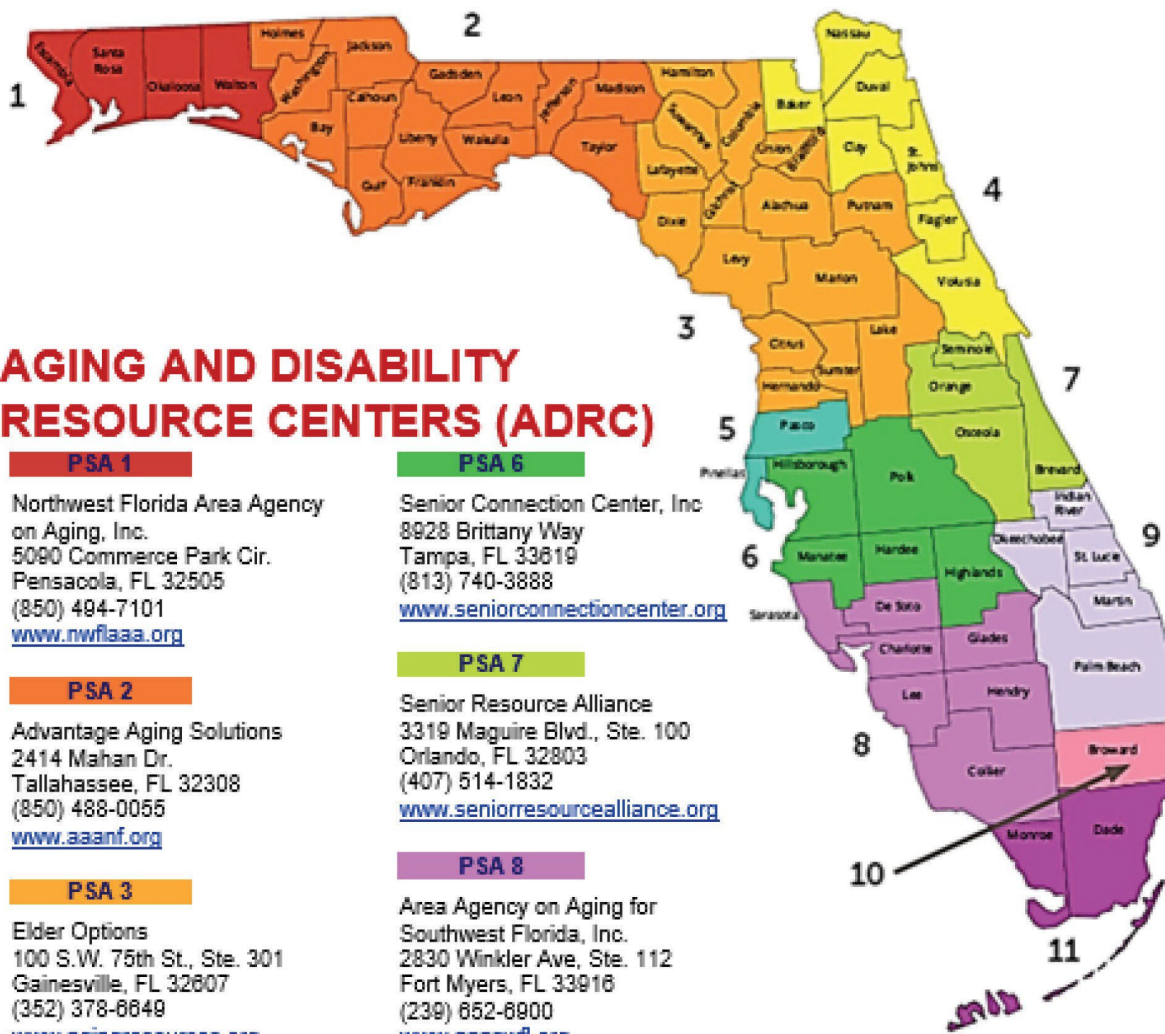 2
1
Escambia
Santa
Rosa
Okaloosa
Walton
Holmes
Washington
Jackson
Bay
Calhoun
Gulf
Gadsden
Liberty
Franklin
Leon
Wakulla
Jefferson
Madison
Taylor
Hamilton
Suwannee
Lafayette
Columbia
Dixie
Gilchrist
Union
Bradford
Alachua
Putnam
Levy
Marion
Citrus
Sumter
Lake
Hernando
3
Nassau
Baker
Duval
Clay
St.
Johns
Flagler
Volusia
4
Seminole
Orange
Osceola
Brevard
7
5
Pasco
Pinellas
Hillsborough
Polk
6
Manatee
Hardee
Highlands
Indian
River
Okeechobee
St. Lucie
9
Martin
Palm Beach
Sarasota
De Soto
Charlotte
Glades
Lee
Hendry
8
Collier
Broward
10
Monroe
Dade
11
AGING AND DISABILITY
RESOURCE CENTERS (ADRC)
PSA 1
Northwest Florida Area Agency
on Aging, Inc.
5090 Commerce Park Cir.
Pensacola, FL 32505
(850) 494-7101
www.nwflaaa.org
PSA 2
Advantage Aging Solutions
2414 Mahan Dr.
Tallahassee, FL 32308
(850) 488-0055
www.aaanf.org
PSA 3
Elder Options
100 S.W. 75th St., Ste. 301
Gainesville, FL 32607
(352) 378-6649
PSA 6
Senior Connection Center, Inc
8928 Brittany Way
Tampa, FL 33619
(813) 740-3888
www.seniorconnectioncenter.org
PSA 7
Senior Resource Alliance
3319 Maguire Blvd., Ste. 100
Orlando, FL 32803
(407) 514-1832
www.seniorresourcealliance.org
PSA 8
Area Agency on Aging for
Southwest Florida, Inc.
2830 Winkler Ave, Ste. 112
Fort Myers, FL 33916
(239) 652-6900